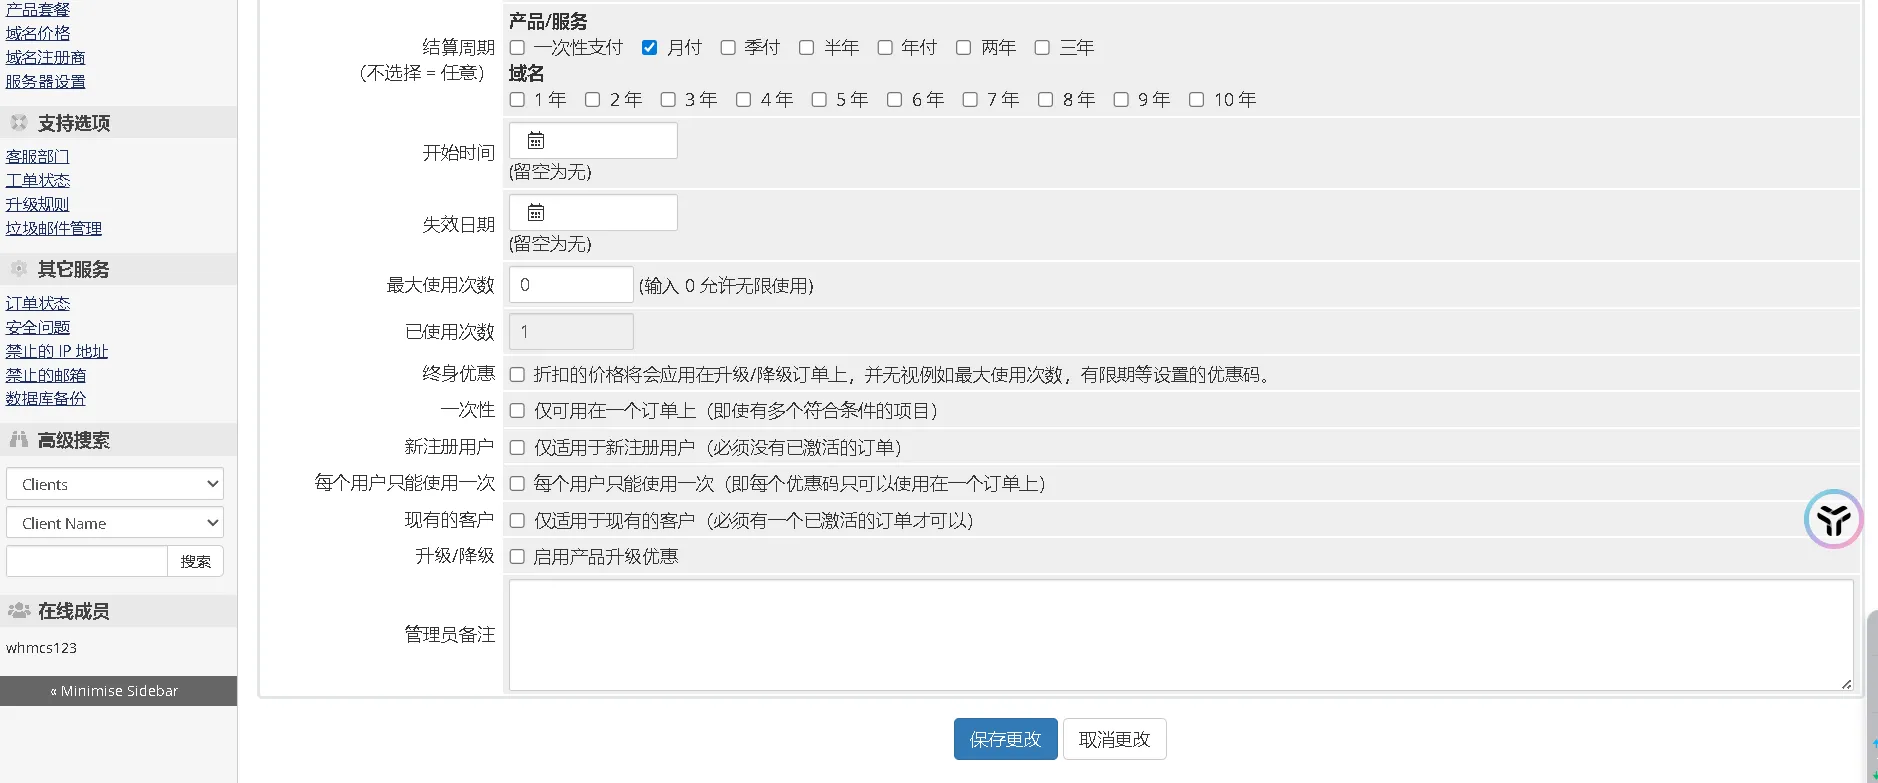 产品套餐
域名价格
域名注册商
服务器设置
支持选项
客服部门
工单状态
升级规则
垃圾邮件管理
其它服务
订单状态
安全问题
禁止的 IP 地址
禁止的邮箱
数据库备份
高级搜索
Clients
Client Name
搜索
在线成员
whmcs123
« Minimise Sidebar
结算周期
(不选择 = 任意)
产品/服务
一次性支付 月付 季付 半年 年付 两年 三年
域名
1 年 2 年 3 年 4 年 5 年 6 年 7 年 8 年 9 年 10 年
开始时间
(留空为无)
失效日期
(留空为无)
最大使用次数 0 (输入 0 允许无限使用)
已使用次数 1
终身优惠 折扣的价格将会应用在升级/降级订单上，并无视例如最大使用次数，有限期等设置的优惠码。
一次性 仅可用在一个订单上（即使有多个符合条件的项目）
新注册用户 仅适用于新注册用户（必须没有已激活的订单）
每个用户只能使用一次 每个用户只能使用一次（即每个优惠码只可以使用在一个订单上）
现有的客户 仅适用于现有的客户（必须有一个已激活的订单才可以）
升级/降级 启用产品升级优惠
管理员备注
保存更改 取消更改